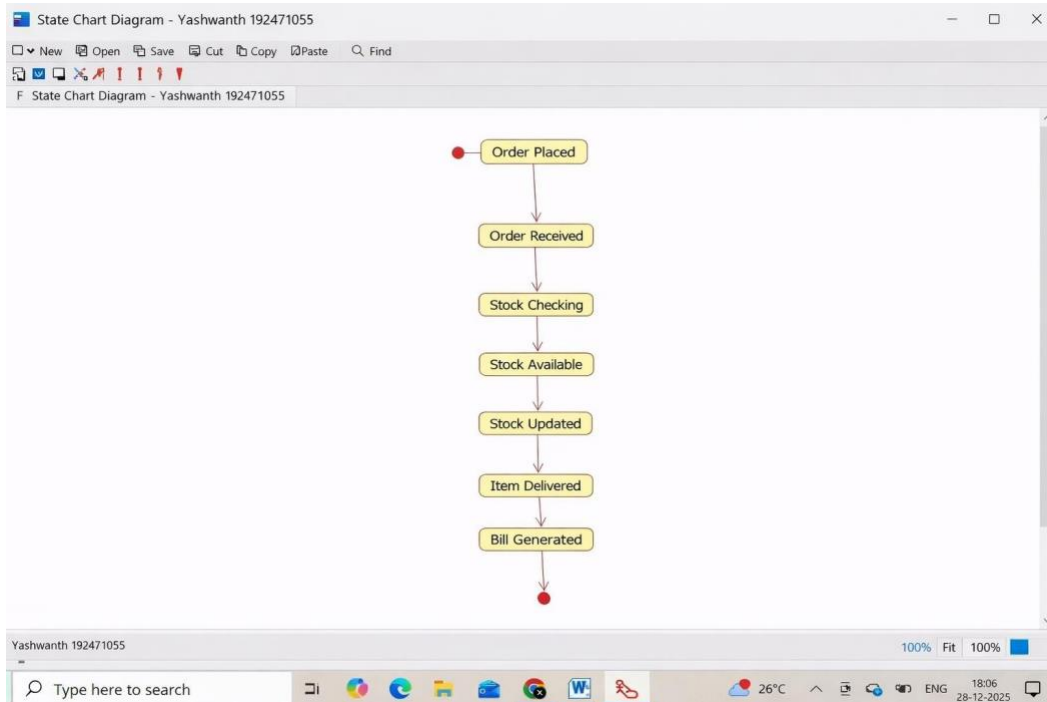 State Chart Diagram - Yashwanth 192471055
New Open Save Cut Copy Paste Find
F State Chart Diagram - Yashwanth 192471055
Order Placed
Order Received
Stock Checking
Stock Available
Stock Updated
Item Delivered
Bill Generated
Yashwanth 192471055
100% Fit 100%
Type here to search
26°C ENG 18:06
28-12-2025